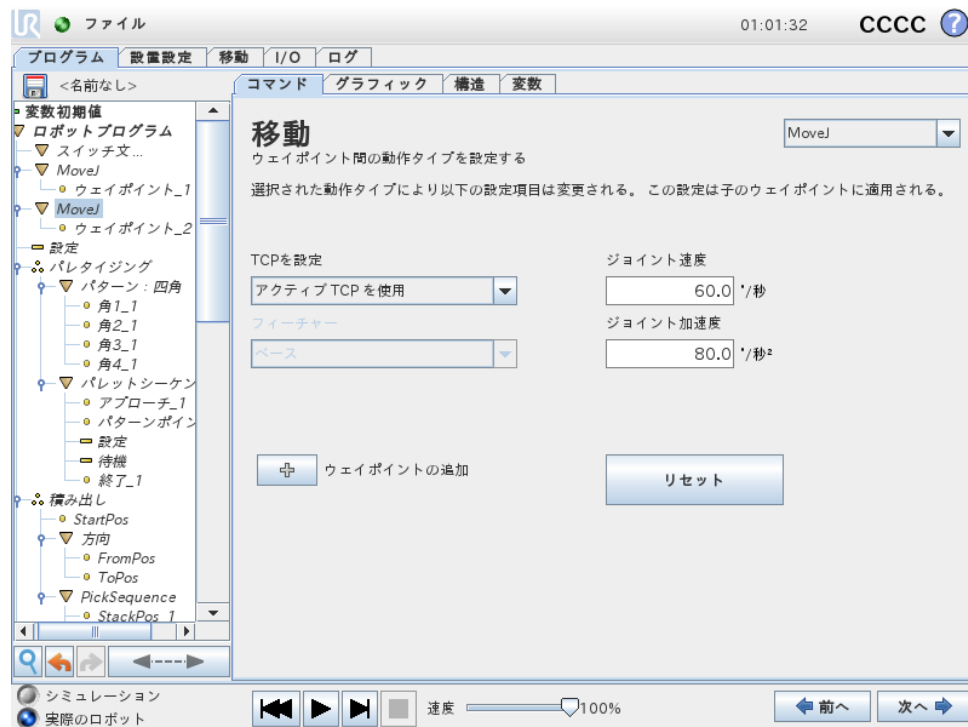 UR ファイル 01:01:32 CCCC ?
プログラム 設置設定 移動 I/O ログ
<名前なし>
コマンド グラフィック 構造 変数
変数初期値
ロボットプログラム
スイッチ文...
MoveJ
ウェイポイント_1
MoveJ
ウェイポイント_2
設定
パレタイジング
パターン : 四角
角1_1
角2_1
角3_1
角4_1
パレットシーケン
アプローチ_1
パターンポイン
設定
待機
終了_1
積み出し
StartPos
方向
FromPos
ToPos
PickSequence
StackPos_1
移動
MoveJ
ウェイポイント間の動作タイプを設定する
選択された動作タイプにより以下の設定項目は変更される。 この設定は子のウェイポイントに適用される。
TCPを設定
アクティブ TCP を使用
フィーチャー
ベース
ジョイント速度
60.0 °/秒
ジョイント加速度
80.0 °/秒²
ウェイポイントの追加
リセット
シミュレーション
実際のロボット
速度 100%
前へ 次へ